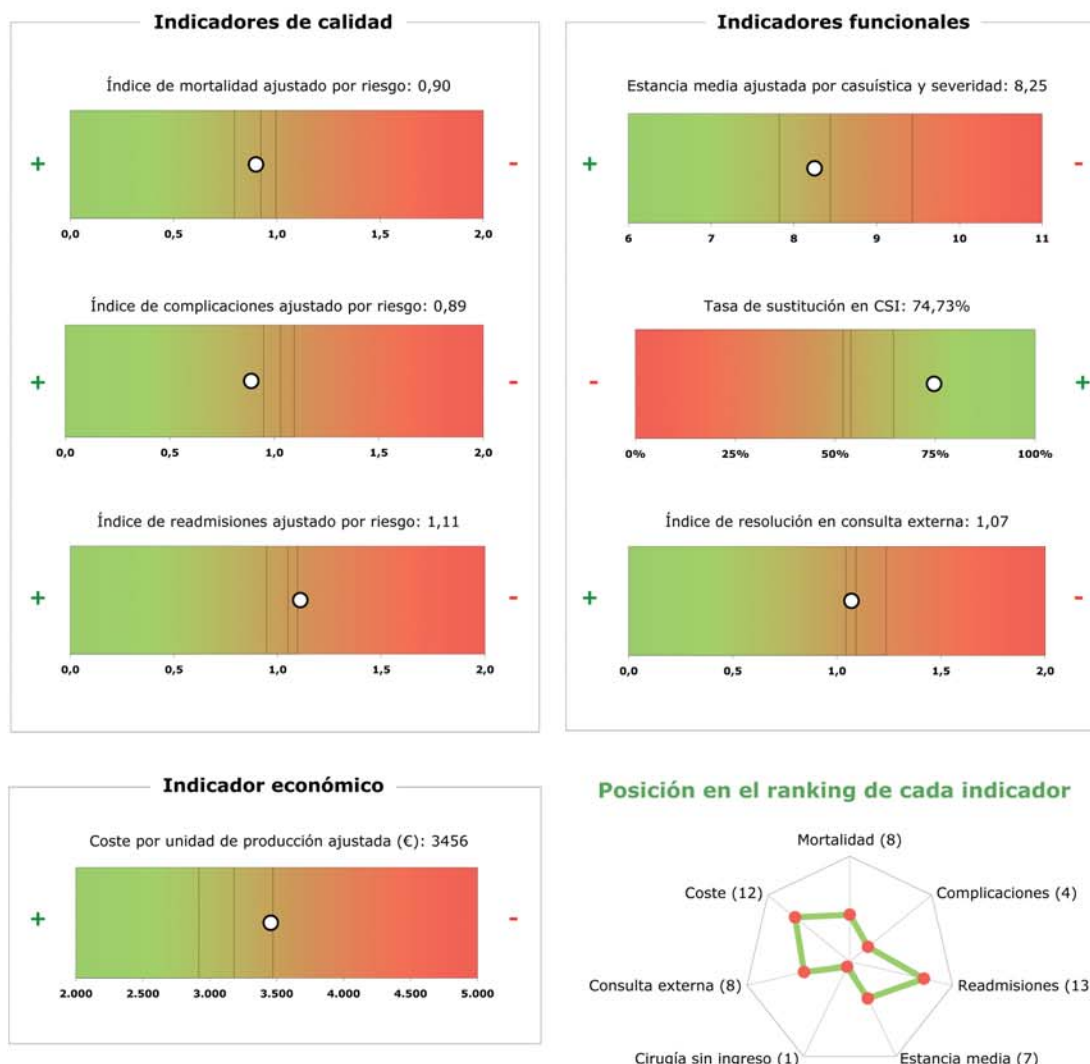 Indicadores de calidad
Índice de mortalidad ajustado por riesgo: 0,90
+
-
0,0 0,5 1,0 1,5 2,0
Índice de complicaciones ajustado por riesgo: 0,89
+
-
0,0 0,5 1,0 1,5 2,0
Índice de readmisiones ajustado por riesgo: 1,11
+
-
0,0 0,5 1,0 1,5 2,0
Indicadores funcionales
Estancia media ajustada por casuística y severidad: 8,25
+
-
6 7 8 9 10 11
Tasa de sustitución en CSI: 74,73%
-
+
0% 25% 50% 75% 100%
Índice de resolución en consulta externa: 1,07
+
-
0,0 0,5 1,0 1,5 2,0
Indicador económico
Coste por unidad de producción ajustada (€): 3456
+
-
2.000 3.000 3.500 4.000 4.500 5.000
Posición en el ranking de cada indicador
Mortalidad (8)
Coste (12)
Complicaciones (4)
Consulta externa (8)
Readmisiones (13
Cirugía sin ingreso (1)
Estancia media (7)